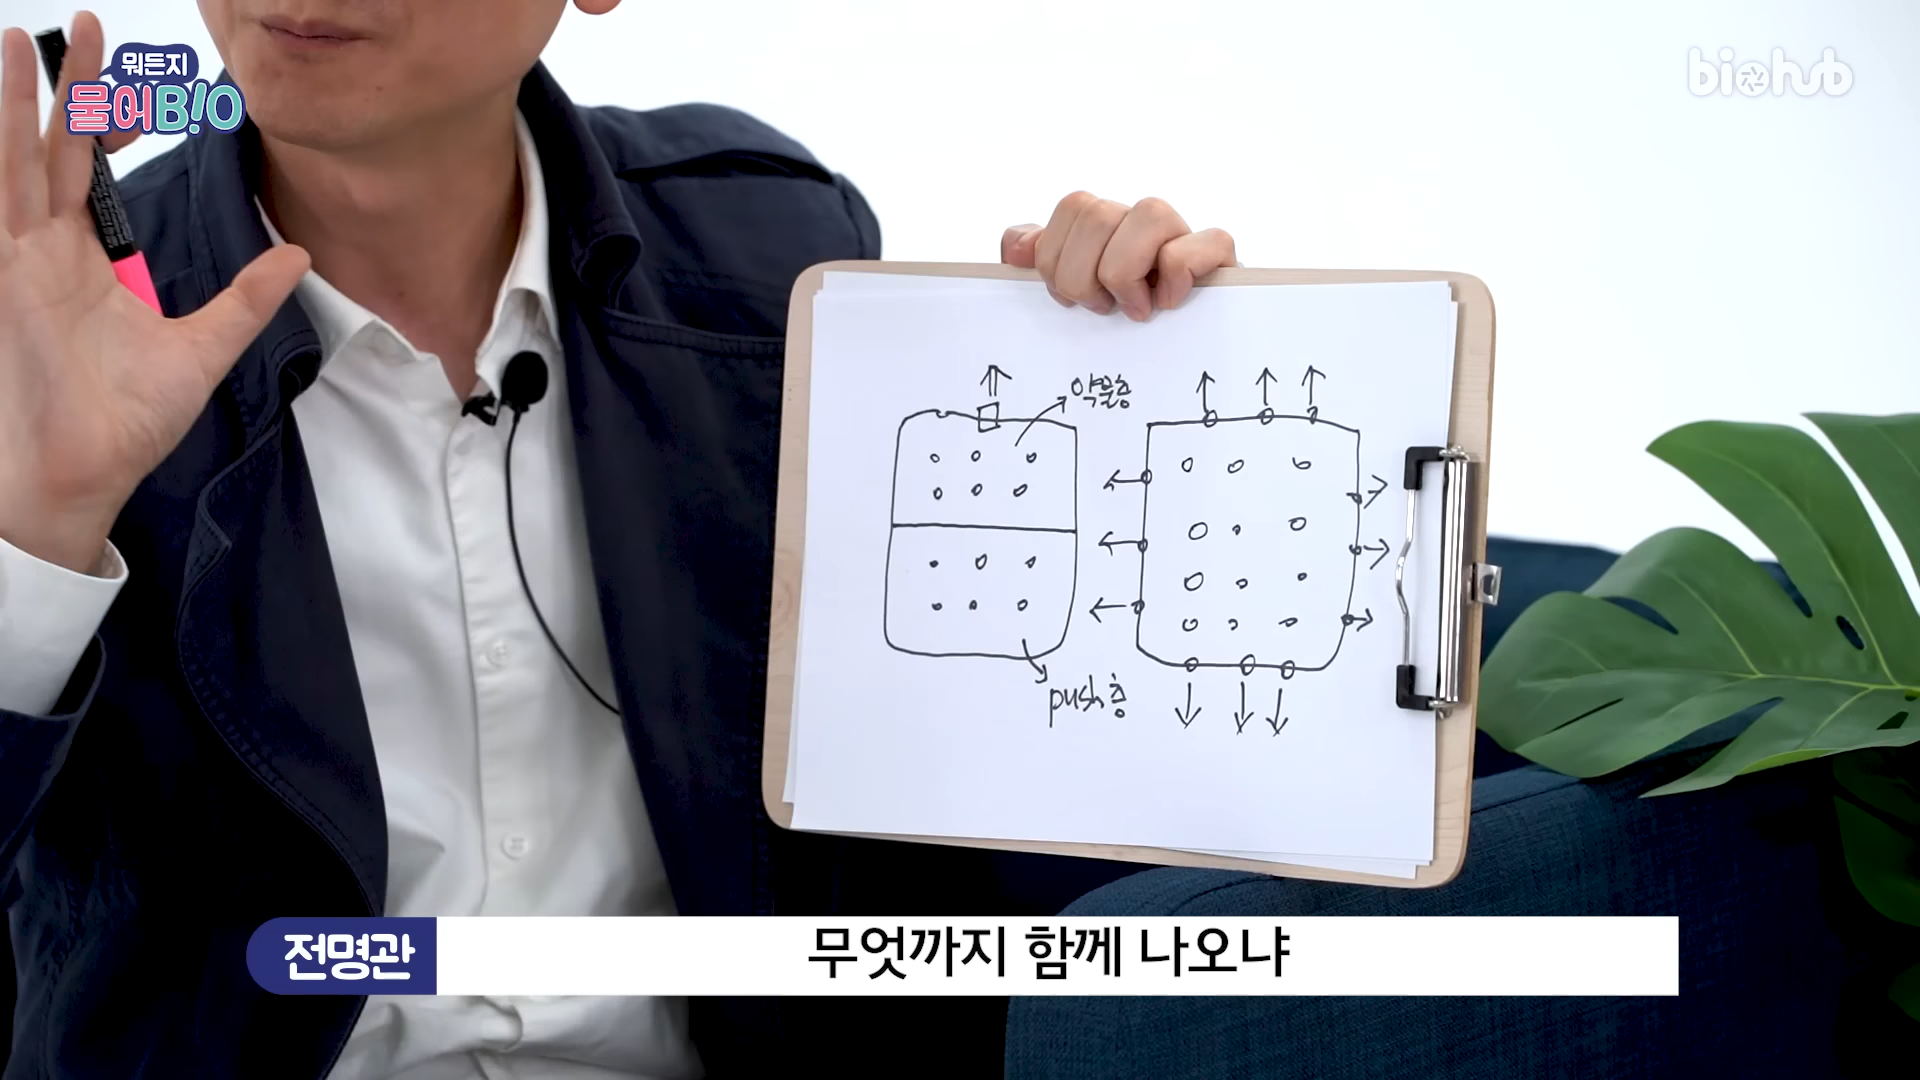 뭐든지
물어B!O
biohub
약물층
push층
전명관
무엇까지 함께 나오냐